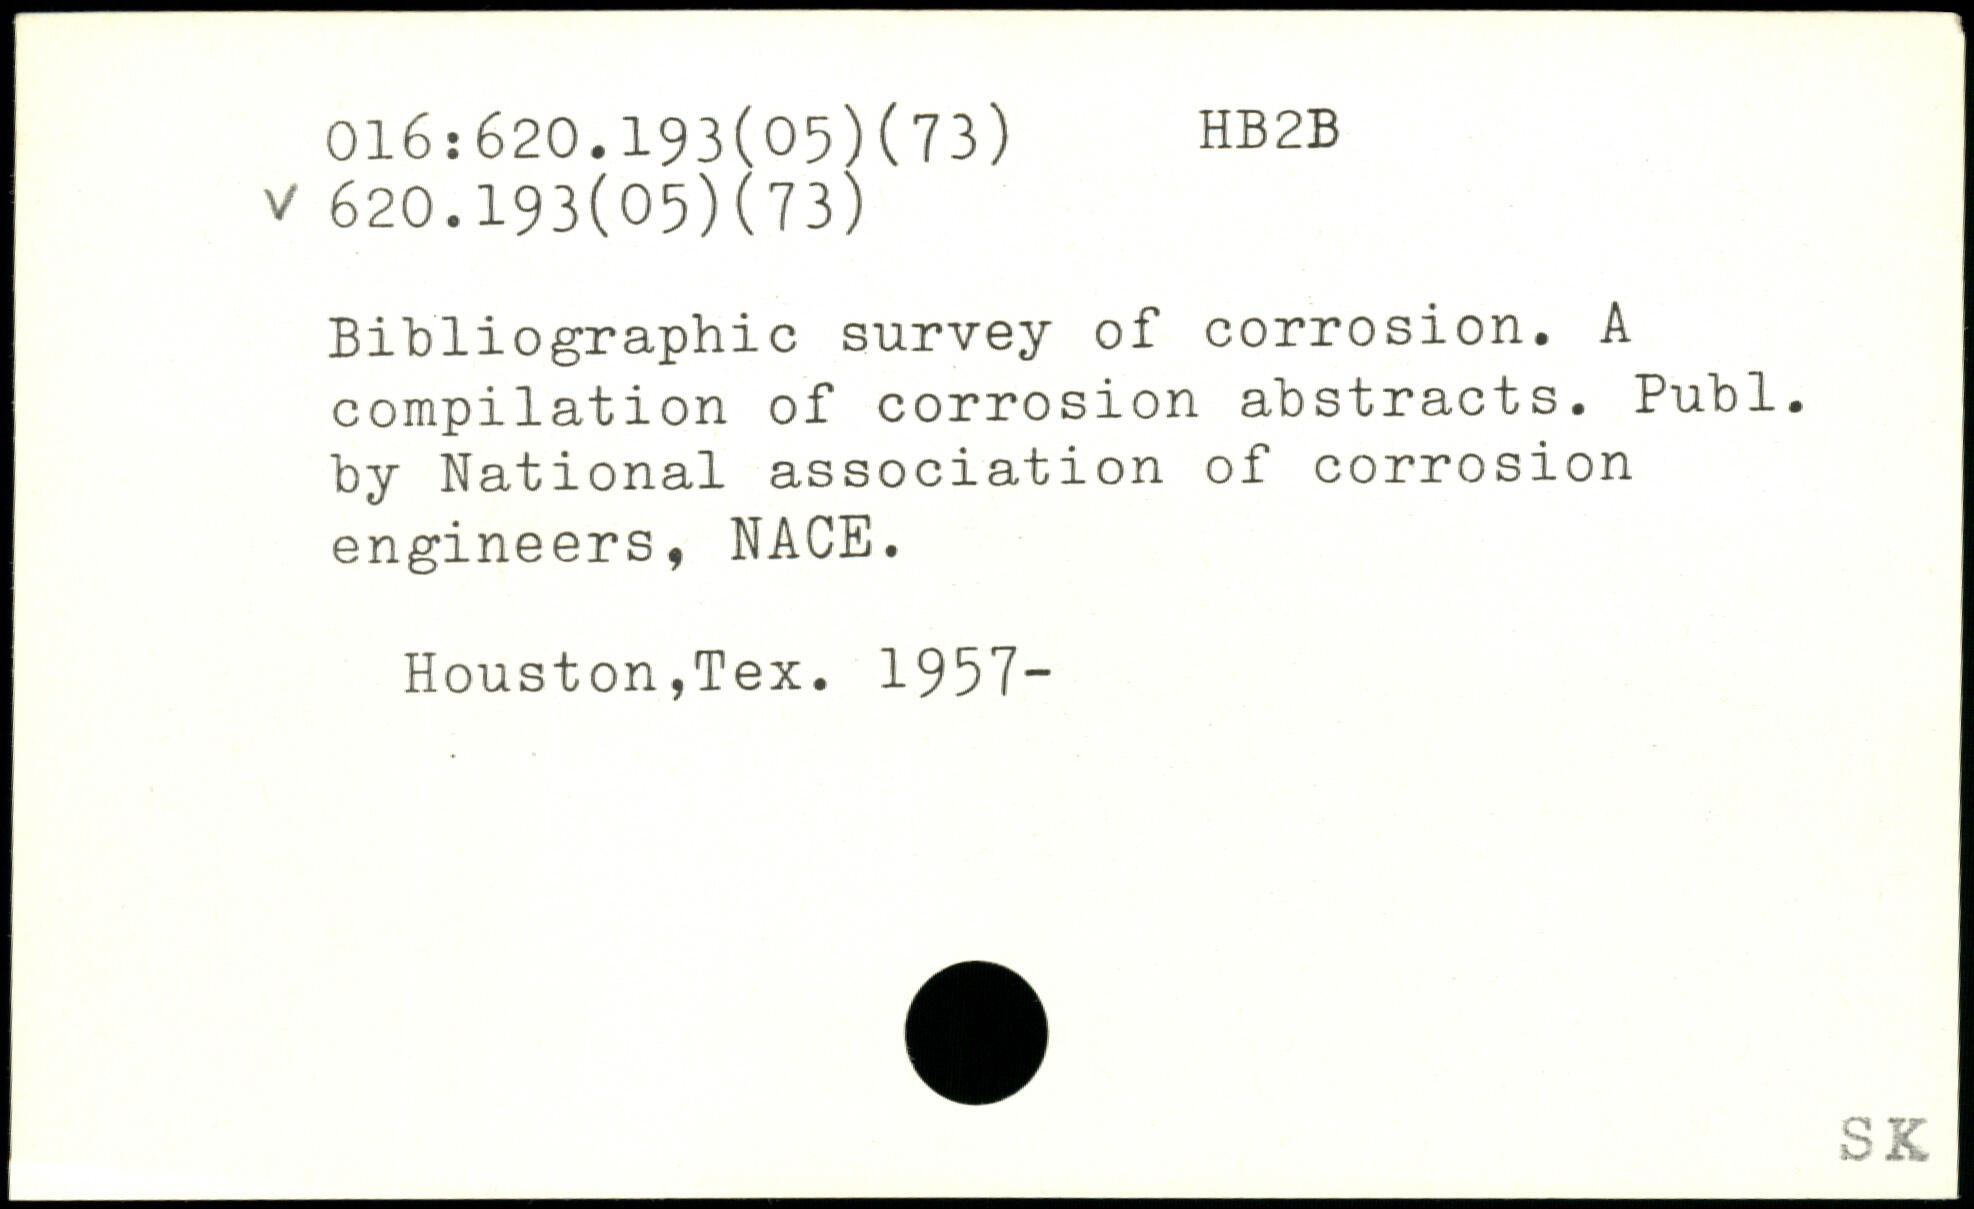 016:620.193(05)(73) HB2B
v 620.193(05)(73)
Bibliographic survey of corrosion. A
compilation of corrosion abstracts. Publ.
by National association of corrosion
engineers, NACE.
Houston,Tex. 1957-
SK